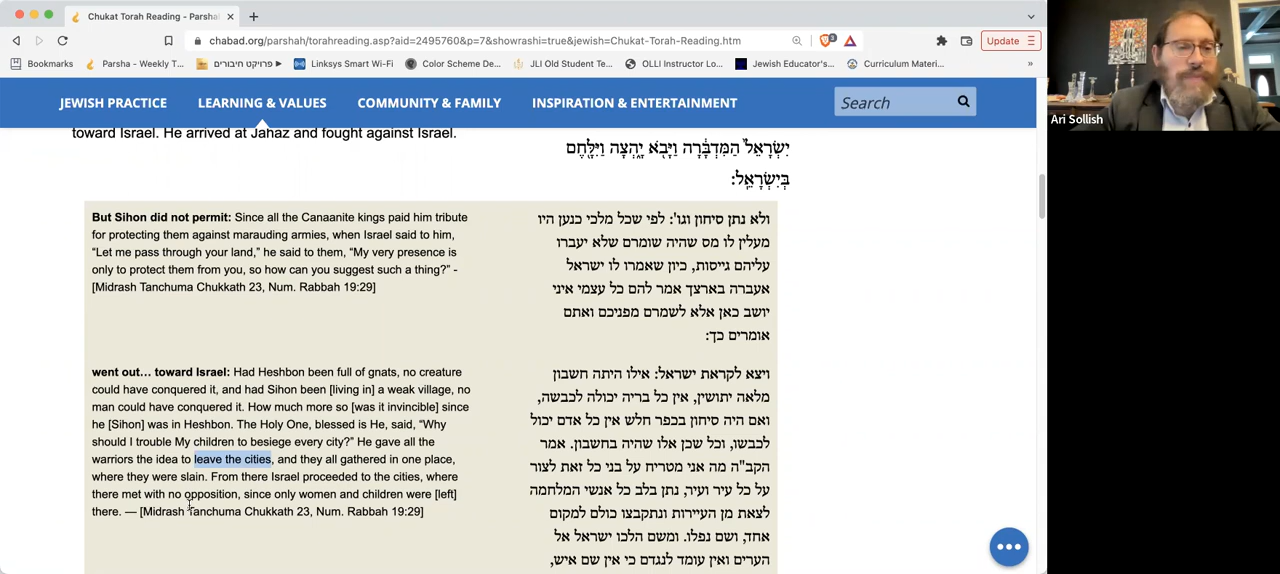 Chukat Torah Reading - Parshal
chabad.org/parshah/torahreading.asp?aid=2495760&p=7&showrashi=true&jewish=Chukat-Torah-Reading.htm
3
Update
Bookmarks
Parsha - Weekly T...
פרויקט חיבורים
Linksys Smart Wi-Fi
Color Scheme De...
JLI Old Student Te...
OLLI Instructor Lo...
Jewish Educator's...
Curriculum Materi...
»
JEWISH PRACTICE
LEARNING & VALUES
COMMUNITY & FAMILY
INSPIRATION & ENTERTAINMENT
Search
Ari Sollish
toward Israel. He arrived at Jahaz and fought against Israel.
יִשְׂרָאֵל֙ הַמִּדְבָּ֔רָה וַיָּבֹ֖א יָ֑הְצָה וַיִּלָּ֖חֶם
בְּיִשְׂרָאֵֽל:
But Sihon did not permit: Since all the Canaanite kings paid him tribute
for protecting them against marauding armies, when Israel said to him,
“Let me pass through your land,” he said to them, “My very presence is
only to protect them from you, so how can you suggest such a thing?” -
[Midrash Tanchuma Chukkath 23, Num. Rabbah 19:29]
ולא נתן סיחון וגו': לפי שכל מלכי כנען היו
מעלין לו מס שהיה שומרם שלא יעברו
עליהם גייסות, כיון שאמרו לו ישראל
אעברה בארצך אמר להם כל עצמי איני
יושב כאן אלא לשמרם מפניכם ואתם
אומרים כך:
went out… toward Israel: Had Heshbon been full of gnats, no creature
could have conquered it, and had Sihon been [living in] a weak village, no
man could have conquered it. How much more so [was it invincible] since
he [Sihon] was in Heshbon. The Holy One, blessed is He, said, “Why
should I trouble My children to besiege every city?” He gave all the
warriors the idea to leave the cities, and they all gathered in one place,
where they were slain. From there Israel proceeded to the cities, where
there met with no opposition, since only women and children were [left]
there. — [Midrash Tanchuma Chukkath 23, Num. Rabbah 19:29]
ויצא לקראת ישראל: אילו היתה חשבון
מלאה יתושין, אין כל בריה יכולה לכבשה,
ואם היה סיחון בכפר חלש אין כל אדם יכול
לכבשו, וכל שכן אלו שהיה בחשבון. אמר
הקב"ה מה אני מטריח על בני כל זאת לצור
על כל עיר ועיר, נתן בלב כל אנשי המלחמה
לצאת מן העיירות ונתקבצו כולם למקום
אחד, ושם נפלו. ומשם הלכו ישראל אל
הערים ואין עומד לנגדם כי אין שם איש,